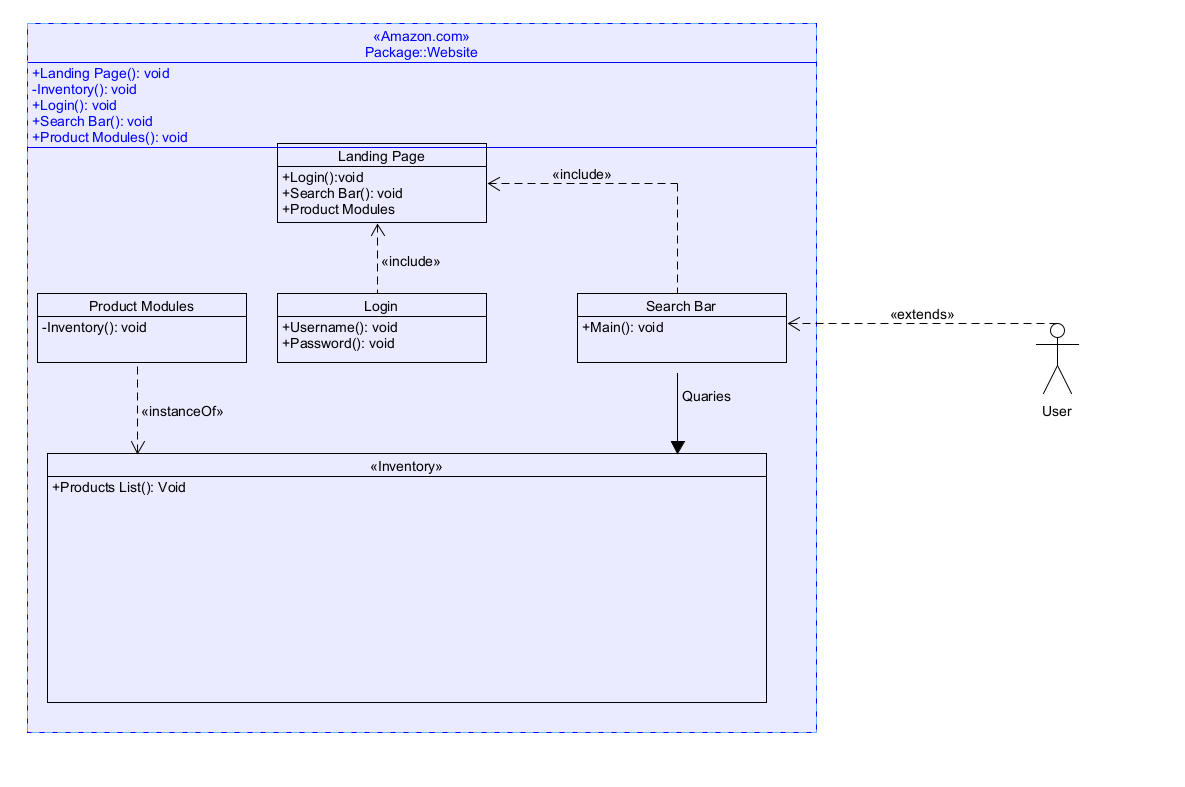 «Amazon.com»
Package::Website
+Landing Page(): void
-Inventory(): void
+Login(): void
+Search Bar(): void
+Product Modules(): void
Landing Page
+Login():void
+Search Bar(): void
+Product Modules
«include»
«include»
Product Modules
-Inventory(): void
Login
+Username(): void
+Password(): void
Search Bar
+Main(): void
«extends»
User
«instanceOf»
Quaries
«Inventory»
+Products List(): Void